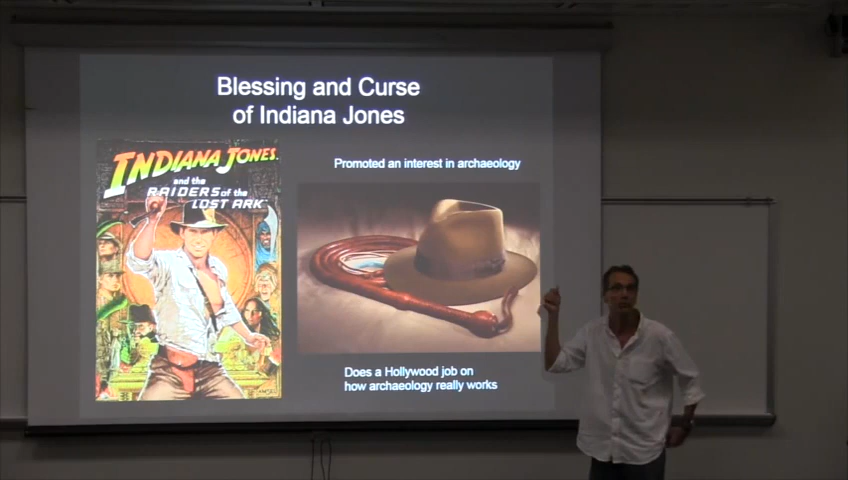 Blessing and Curse
of Indiana Jones
Promoted an interest in archaeology
INDIANA JONES
and the
RAIDERS of the
LOST ARK
Does a Hollywood job on
how archaeology really works